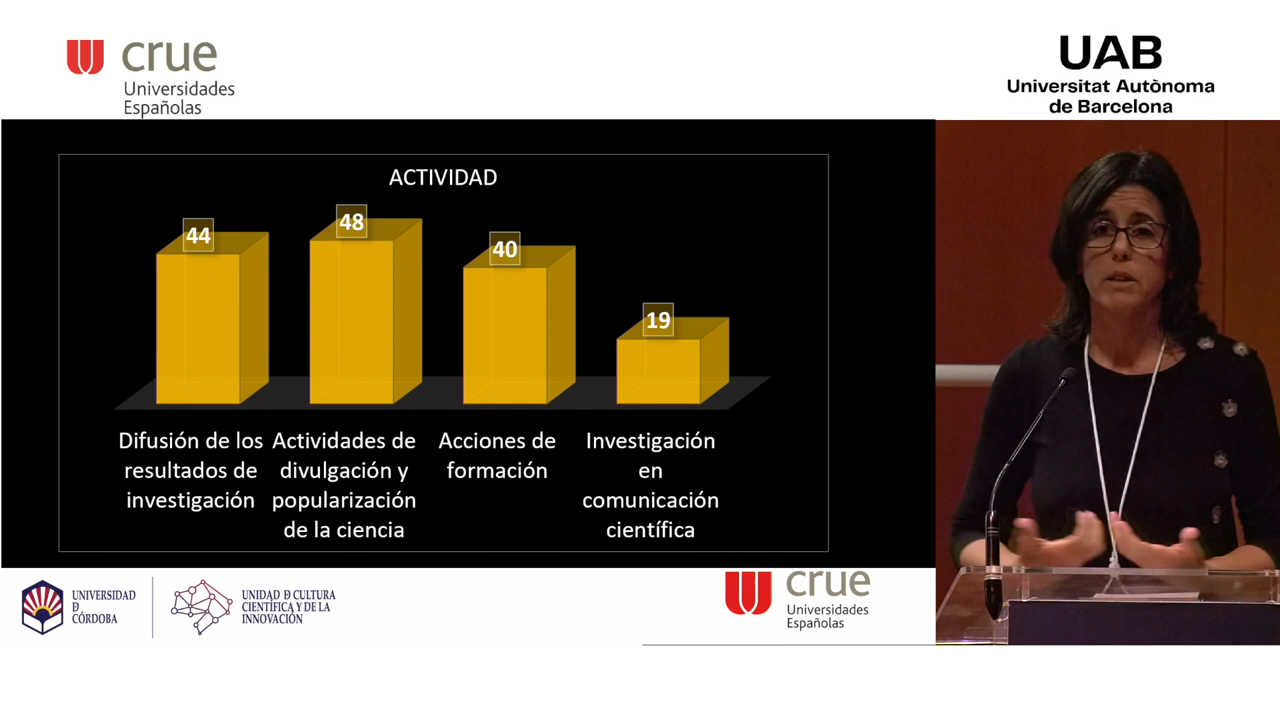 crue
Universidades
Españolas
UAB
Universitat Autònoma
de Barcelona
ACTIVIDAD
44
48
40
19
Difusión de los
resultados de
investigación
Actividades de
divulgación y
popularización
de la ciencia
Acciones de
formación
Investigación
en
comunicación
científica
UNIVERSIDAD
Đ
CÓRDOBA
UNIDAD Đ CULTURA
CIENTÍFICA Y DE LA
INNOVACIÓN
crue
Universidades
Españolas